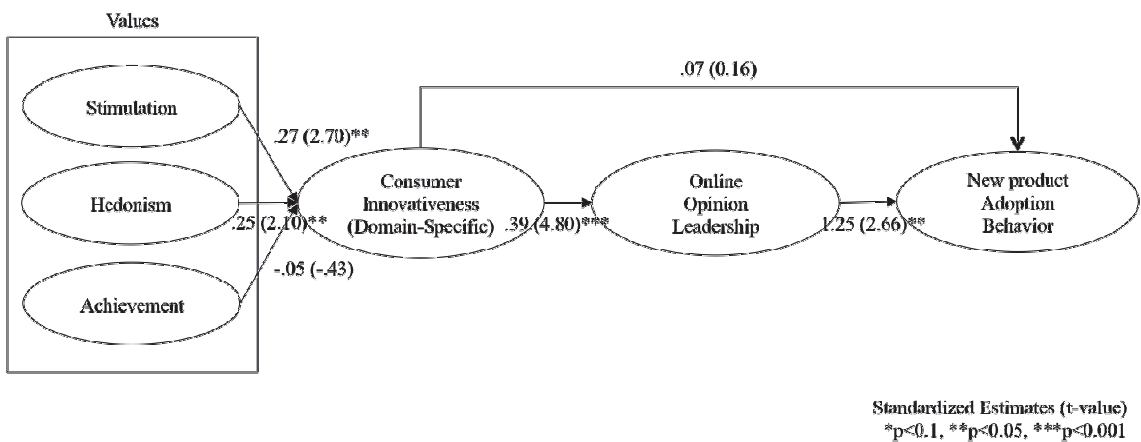 Values
Stimulation
Hedonism
Achievement
.27 (2.70)**
.25 (2.10)**
-.05 (-.43)
Consumer
Innovativeness
(Domain-Specific)
.07 (0.16)
.39 (4.80)***
Online
Opinion
Leadership
1.25 (2.66)**
New product
Adoption
Behavior
Standardized Estimates (t-value)
*p<0.1, **p<0.05, ***p<0.001